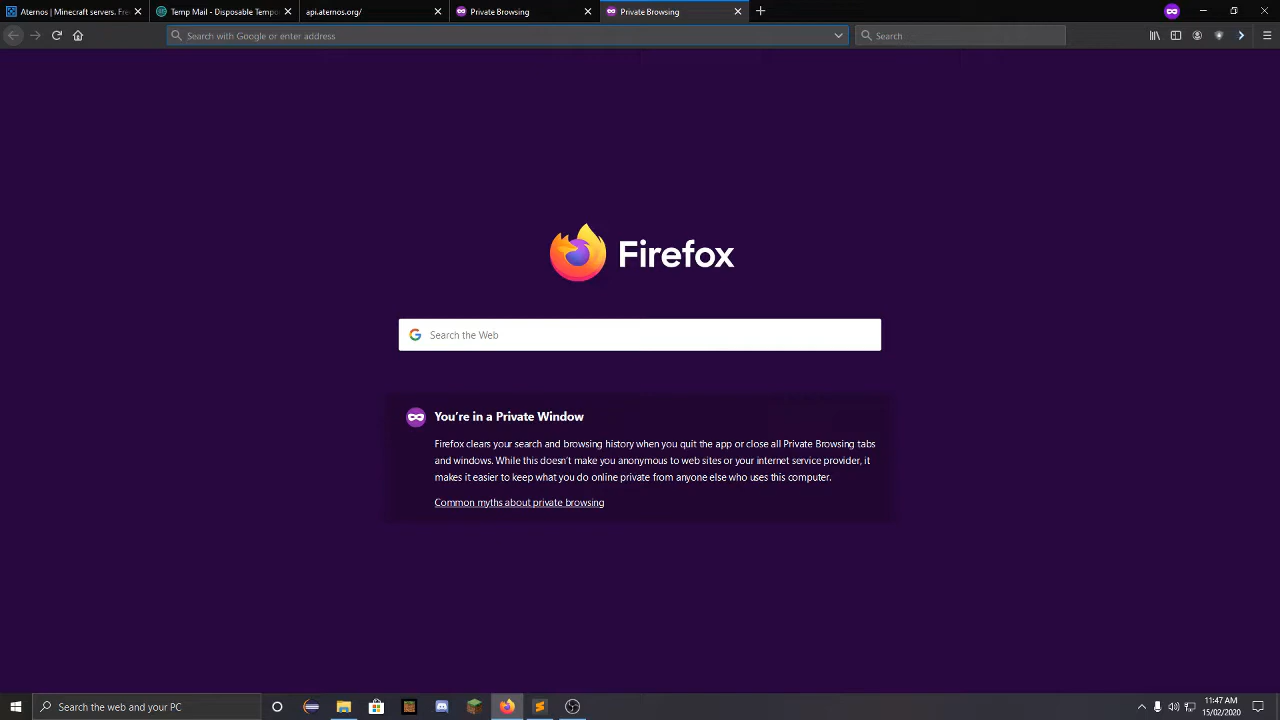 Aternos | Minecraft servers. Free
Temp Mail - Disposable Tempo
api.aternos.org/
Private Browsing
Private Browsing
Search with Google or enter address
Search
Firefox
Search the Web
You're in a Private Window
Firefox clears your search and browsing history when you quit the app or close all Private Browsing tabs
and windows. While this doesn't make you anonymous to web sites or your internet service provider, it
makes it easier to keep what you do online private from anyone else who uses this computer.
Common myths about private browsing
Search the web and your PC
11:47 AM
15/02/2020